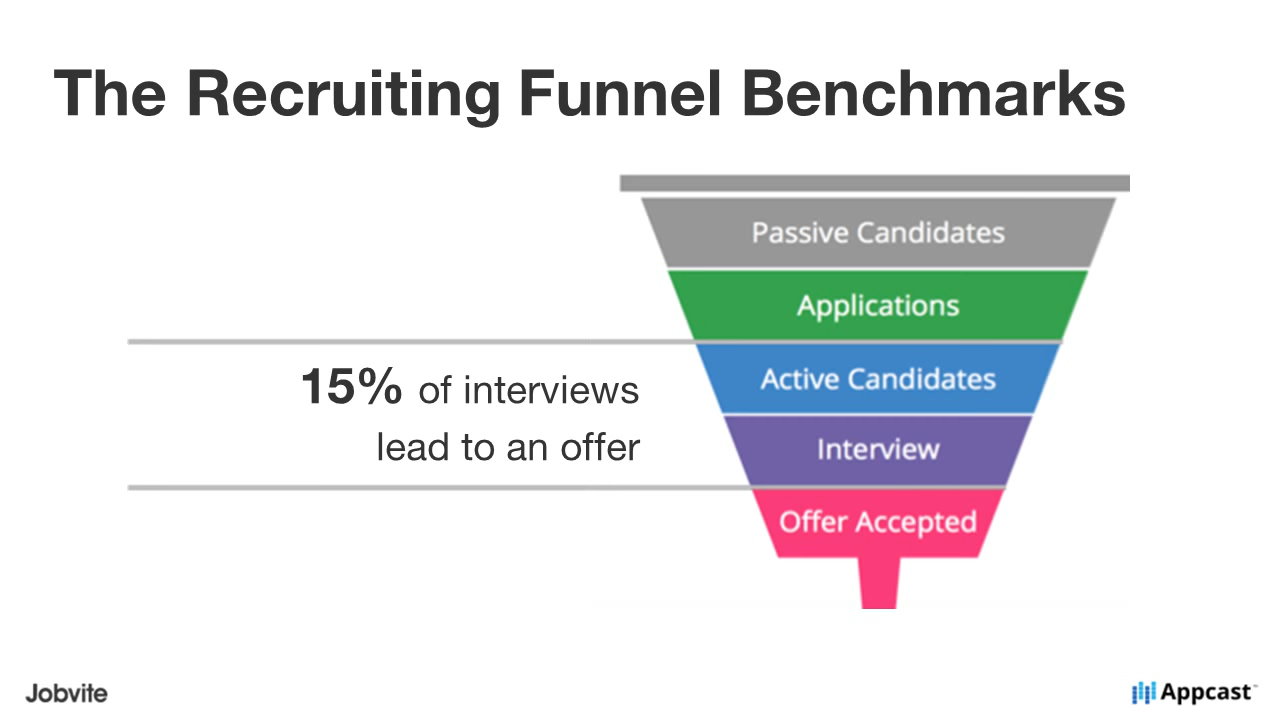 The Recruiting Funnel Benchmarks
Passive Candidates
Applications
15% of interviews
lead to an offer
Active Candidates
Interview
Offer Accepted
Jobvite
Appcast™